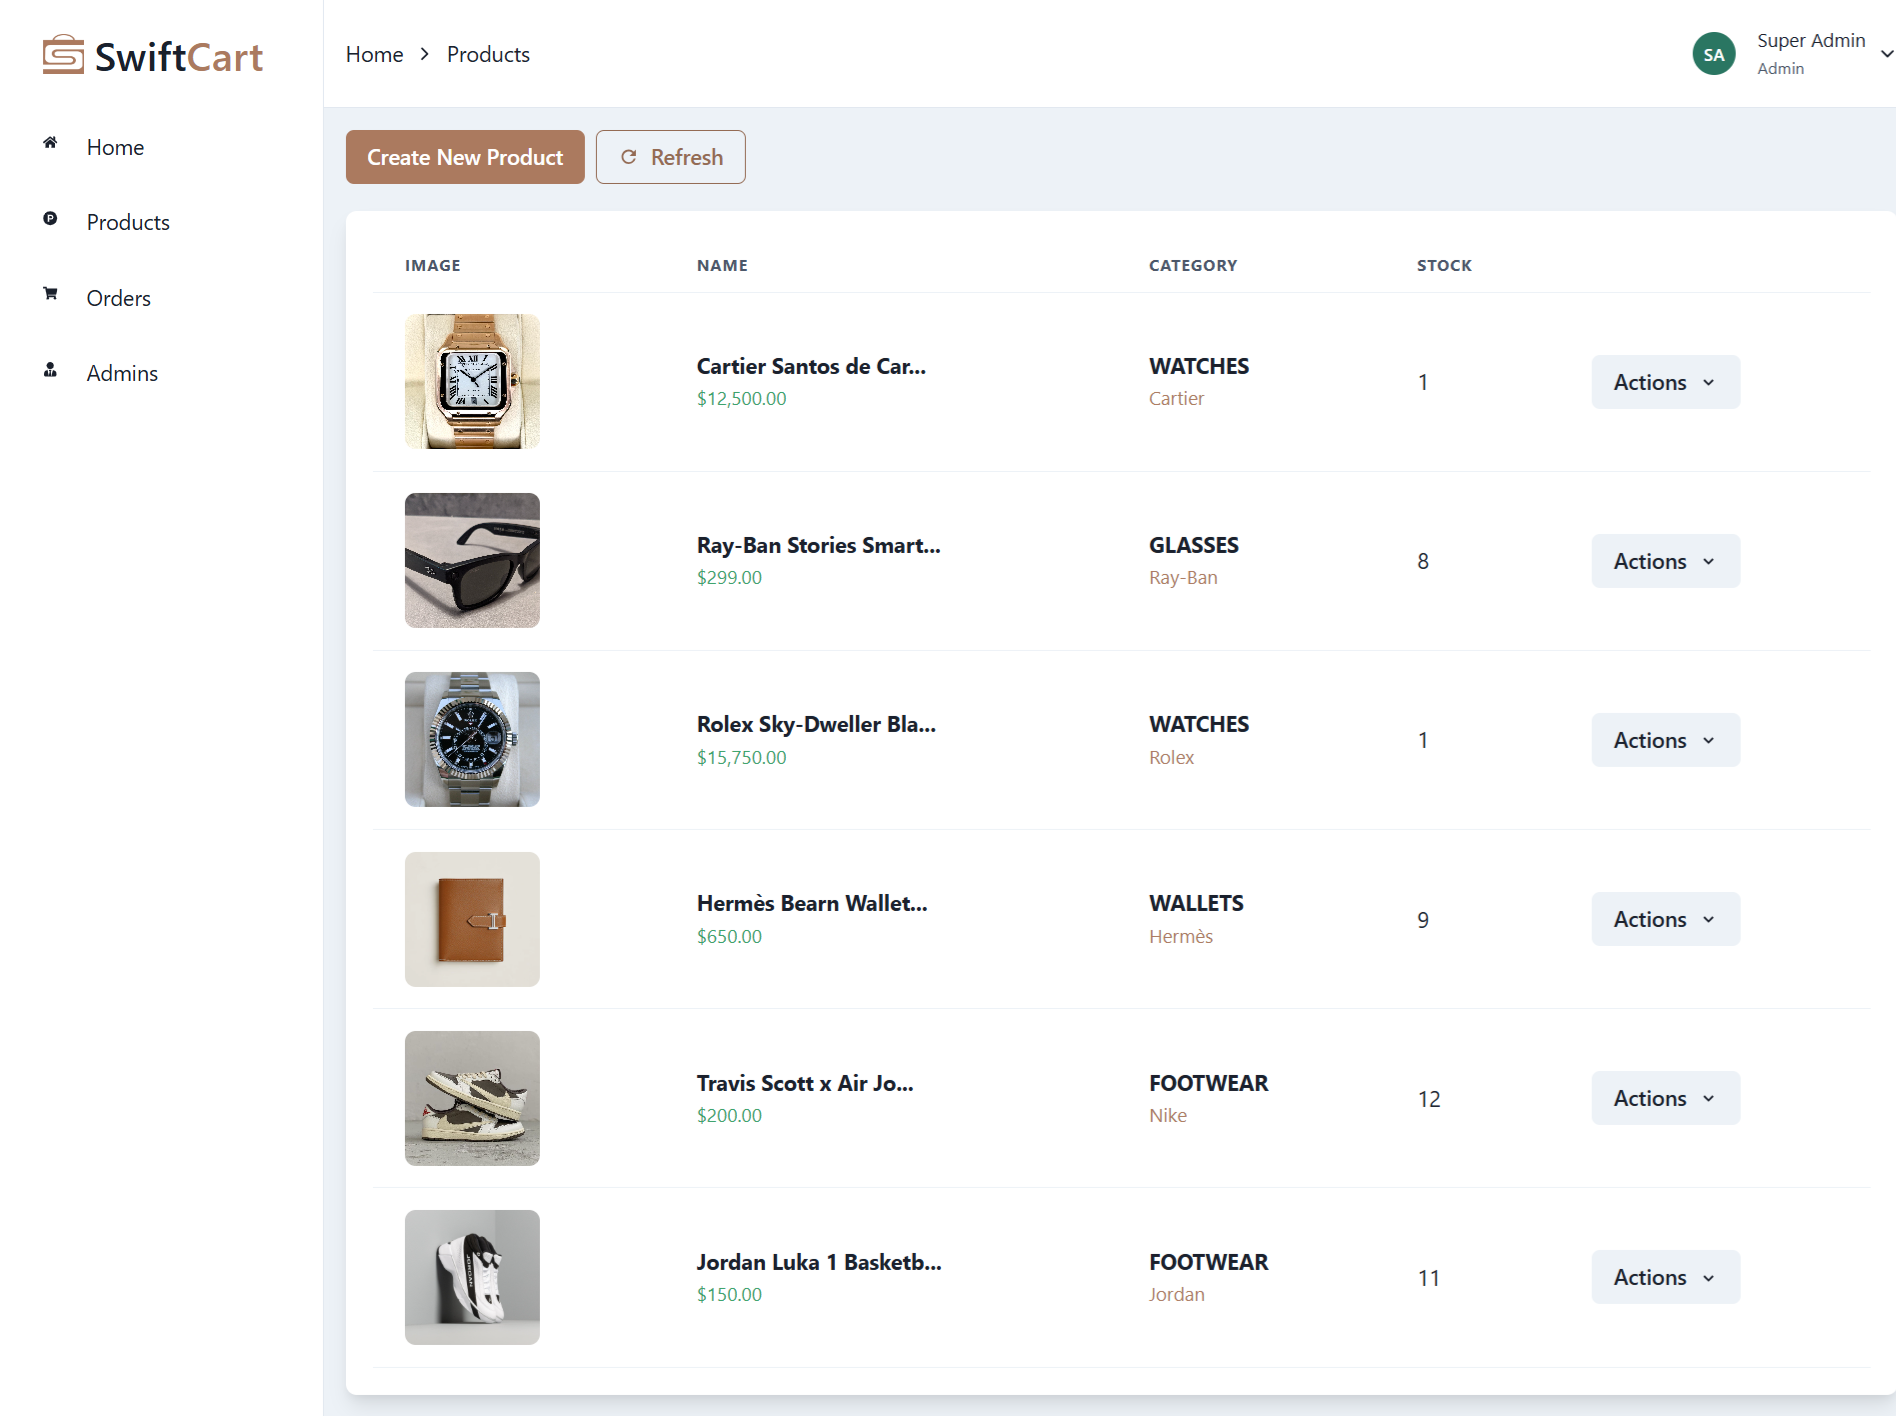 SwiftCart
Home
Products
Orders
Admins
Home > Products
SA
Super Admin
Admin
Create New Product
Refresh
IMAGE NAME CATEGORY STOCK
Cartier Santos de Car...
$12,500.00
WATCHES
Cartier
1
Actions
Ray-Ban Stories Smart...
$299.00
GLASSES
Ray-Ban
8
Actions
Rolex Sky-Dweller Bla...
$15,750.00
WATCHES
Rolex
1
Actions
Hermès Bearn Wallet...
$650.00
WALLETS
Hermès
9
Actions
Travis Scott x Air Jo...
$200.00
FOOTWEAR
Nike
12
Actions
JORDAN
Jordan Luka 1 Basketb...
$150.00
FOOTWEAR
Jordan
11
Actions